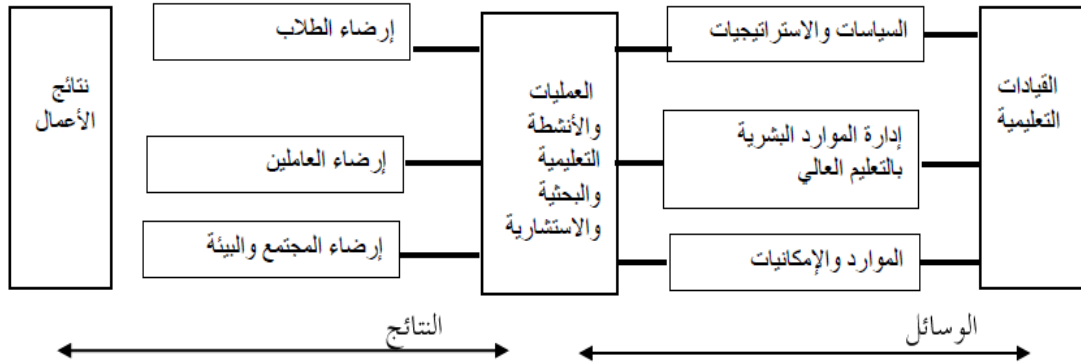 القيادات
التعليمية
السياسات والاستراتيجيات
إدارة الموارد البشرية
بالتعليم العالي
الموارد والإمكانيات
العمليات
والأنشطة
التعليمية
والبحثية
والاستشارية
إرضاء الطلاب
إرضاء العاملين
إرضاء المجتمع والبيئة
نتائج
الأعمال
الوسائل
النتائج